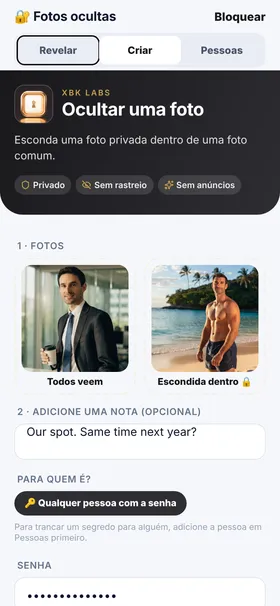 🔐 Fotos ocultas
Bloquear
Revelar
Criar
Pessoas
XBK LABS
Ocultar uma foto
Esconda uma foto privada dentro de uma foto
comum.
Privado
Sem rastreio
Sem anúncios
1 · FOTOS
Todos veem
Escondida dentro 🔒
2 · ADICIONE UMA NOTA (OPCIONAL)
Our spot. Same time next year?
PARA QUEM É?
🔑 Qualquer pessoa com a senha
Para trancar um segredo para alguém, adicione a pessoa em
Pessoas primeiro.
SENHA
••••••••••••••